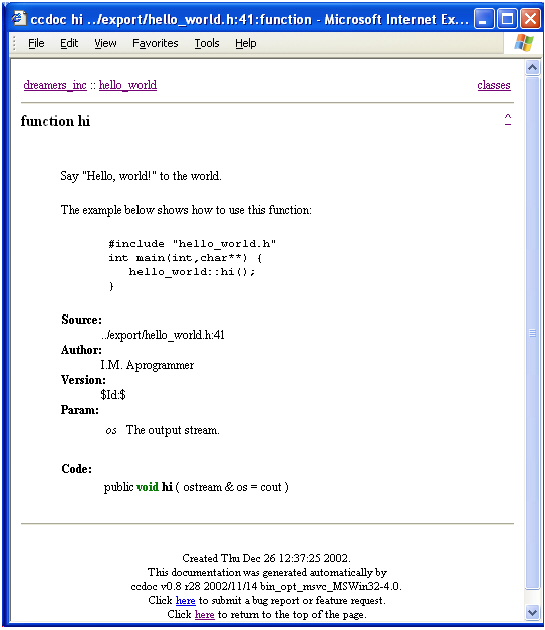 ccdoc hi ../export/hello_world.h:41:function - Microsoft Internet Ex...
File Edit View Favorites Tools Help
dreamers_inc :: hello_world classes
function hi ^
Say "Hello, world!" to the world.
The example below shows how to use this function:
#include "hello_world.h"
int main(int,char**) {
   hello_world::hi();
}
Source:
../export/hello_world.h:41
Author:
I.M. Aprogrammer
Version:
$Id:$
Param:
os The output stream.
Code:
public void hi ( ostream & os = cout )
Created Thu Dec 26 12:37:25 2002.
This documentation was generated automatically by
ccdoc v0.8 r28 2002/11/14 bin_opt_msvc_MSWin32-4.0.
Click here to submit a bug report or feature request.
Click here to return to the top of the page.